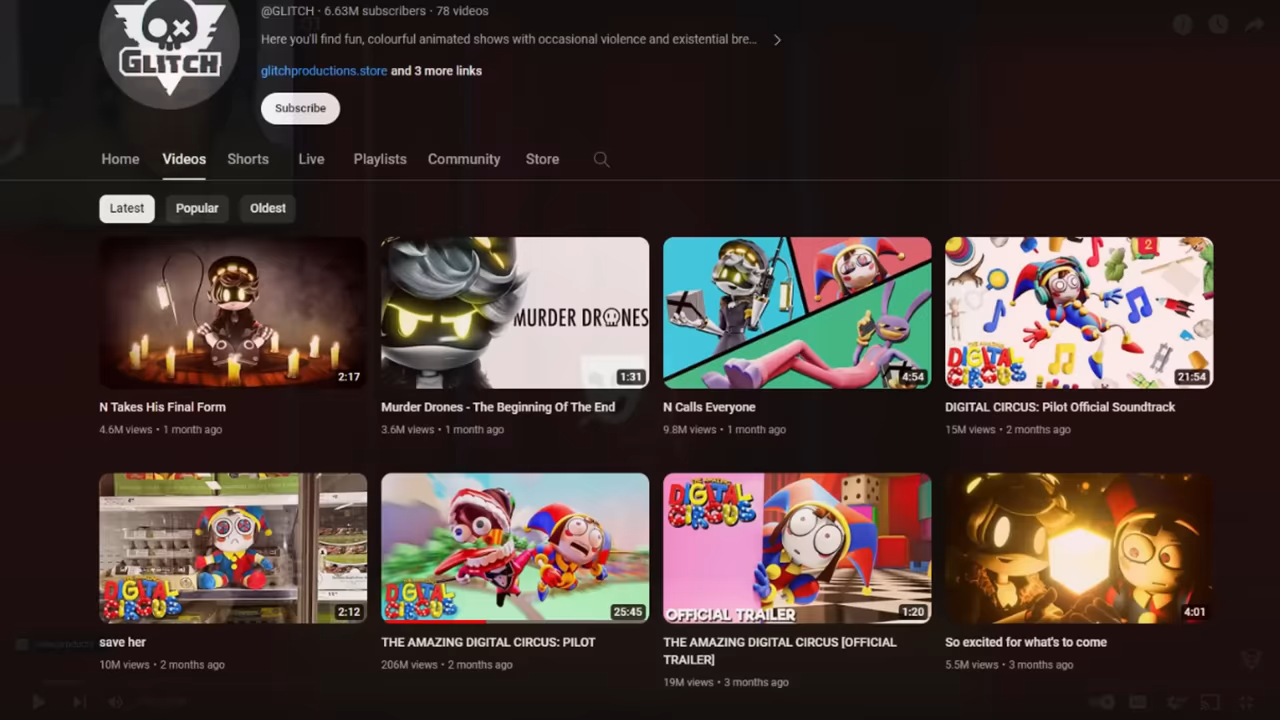 GLITCH
@GLITCH · 6.63M subscribers · 78 videos
Here you'll find fun, colourful animated shows with occasional violence and existential bre...
glitchproductions.store and 3 more links
Subscribe
Home Videos Shorts Live Playlists Community Store
Latest Popular Oldest
2:17
MURDER DRONES
1:31
4:54
2
THE AMAZING
DIGITAL
CIRCUS
21:54
N Takes His Final Form
4.6M views • 1 month ago
Murder Drones - The Beginning Of The End
3.6M views • 1 month ago
N Calls Everyone
9.8M views • 1 month ago
DIGITAL CIRCUS: Pilot Official Soundtrack
15M views • 2 months ago
DIGITAL
CIRCUS
2:12
DIGITAL
CIRCUS
25:45
DIGITAL
CIRCUS
OFFICIAL TRAILER
1:20
4:01
save her
10M views • 2 months ago
THE AMAZING DIGITAL CIRCUS: PILOT
206M views • 2 months ago
THE AMAZING DIGITAL CIRCUS [OFFICIAL
TRAILER]
19M views • 3 months ago
So excited for what's to come
5.5M views • 3 months ago